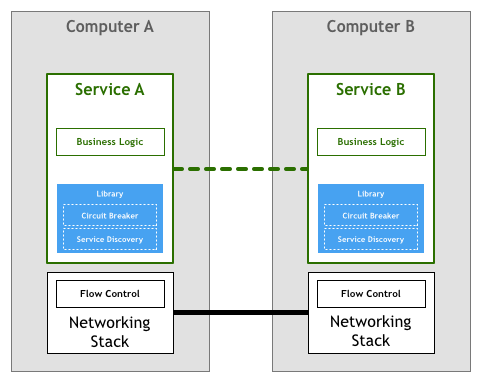 Computer A
Service A
Business Logic
Library
Circuit Breaker
Service Discovery
Flow Control
Networking
Stack
Computer B
Service B
Business Logic
Library
Circuit Breaker
Service Discovery
Flow Control
Networking
Stack